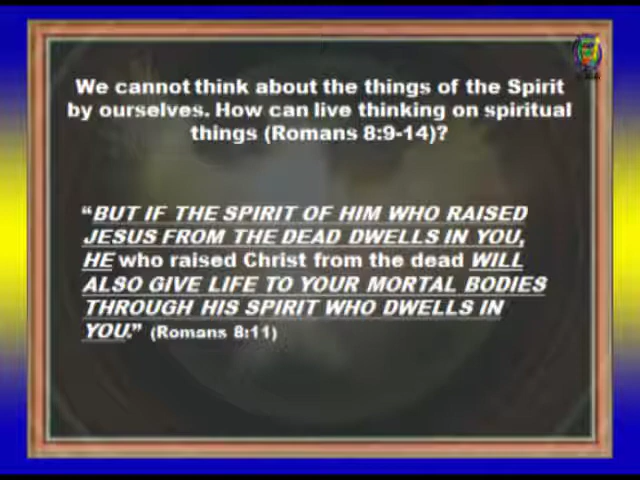 We cannot think about the things of the Spirit
by ourselves. How can live thinking on spiritual
things (Romans 8:9-14)?
“BUT IF THE SPIRIT OF HIM WHO RAISED
JESUS FROM THE DEAD DWELLS IN YOU,
HE who raised Christ from the dead WILL
ALSO GIVE LIFE TO YOUR MORTAL BODIES
THROUGH HIS SPIRIT WHO DWELLS IN
YOU.” (Romans 8:11)